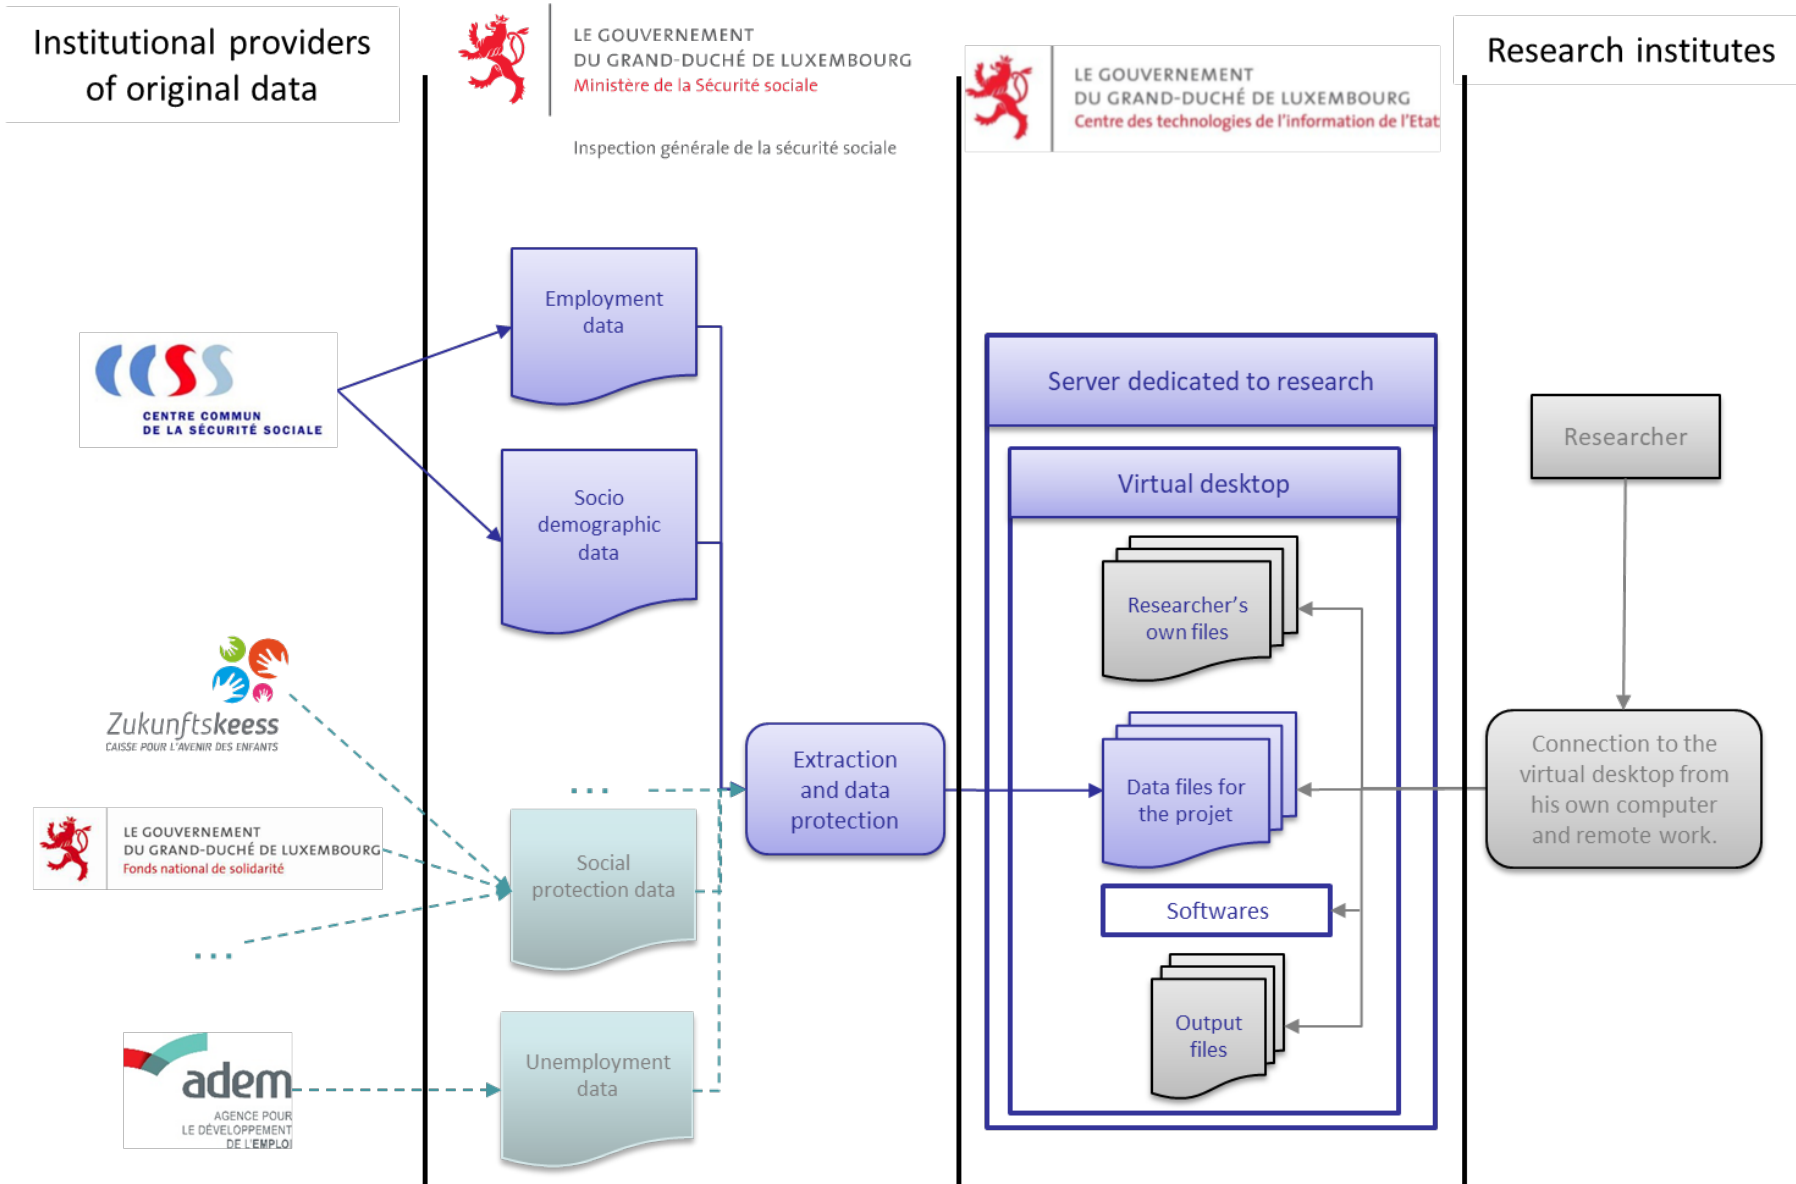 Institutional providers
of original data
LE GOUVERNEMENT
DU GRAND-DUCHÉ DE LUXEMBOURG
Ministère de la Sécurité sociale
Inspection générale de la sécurité sociale
LE GOUVERNEMENT
DU GRAND-DUCHÉ DE LUXEMBOURG
Centre des technologies de l'information de l'Etat
Research institutes
CCSS
CENTRE COMMUN
DE LA SÉCURITÉ SOCIALE
Zukunftskeess
CAISSE POUR L'AVENIR DES ENFANTS
LE GOUVERNEMENT
DU GRAND-DUCHÉ DE LUXEMBOURG
Fonds national de solidarité
...
adem
AGENCE POUR
LE DÉVELOPPEMENT
DE L'EMPLOI
Employment
data
Socio
demographic
data
...
Social
protection data
Unemployment
data
Extraction
and data
protection
Server dedicated to research
Virtual desktop
Researcher's
own files
Data files for
the projet
Softwares
Output
files
Researcher
Connection to the
virtual desktop from
his own computer
and remote work.